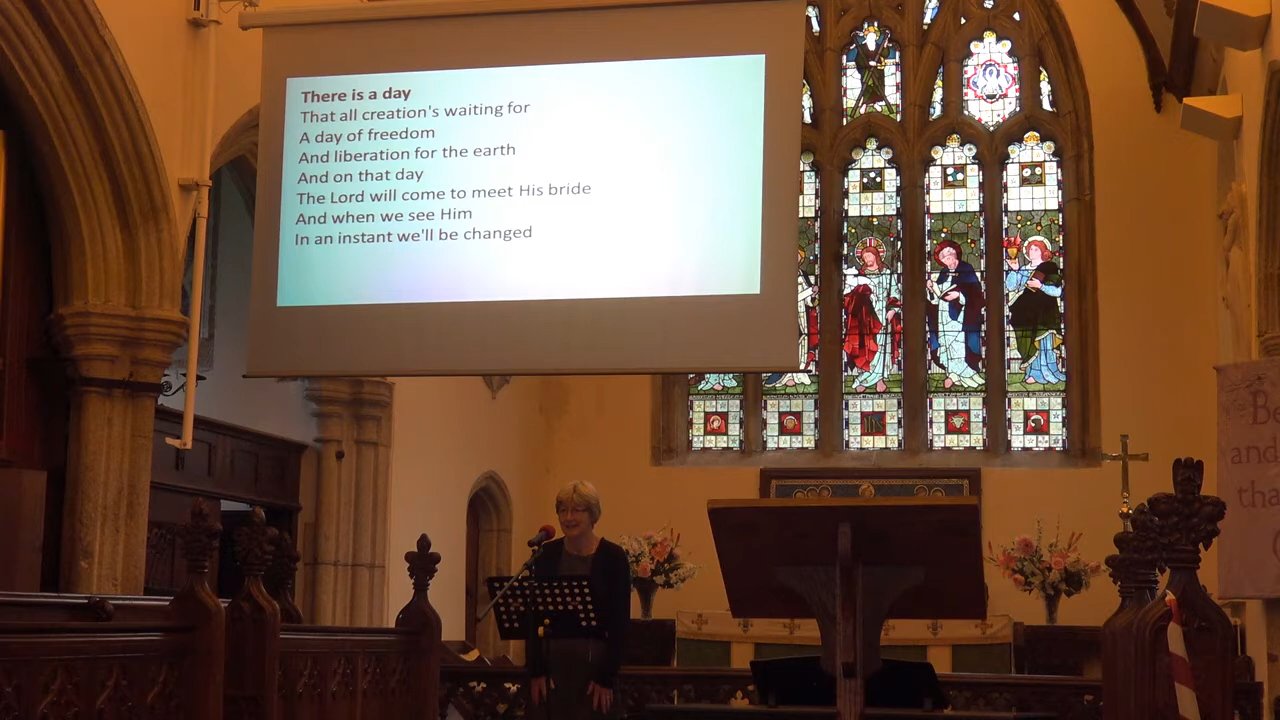 There is a day
That all creation's waiting for
A day of freedom
And liberation for the earth
And on that day
The Lord will come to meet His bride
And when we see Him
In an instant we'll be changed
and